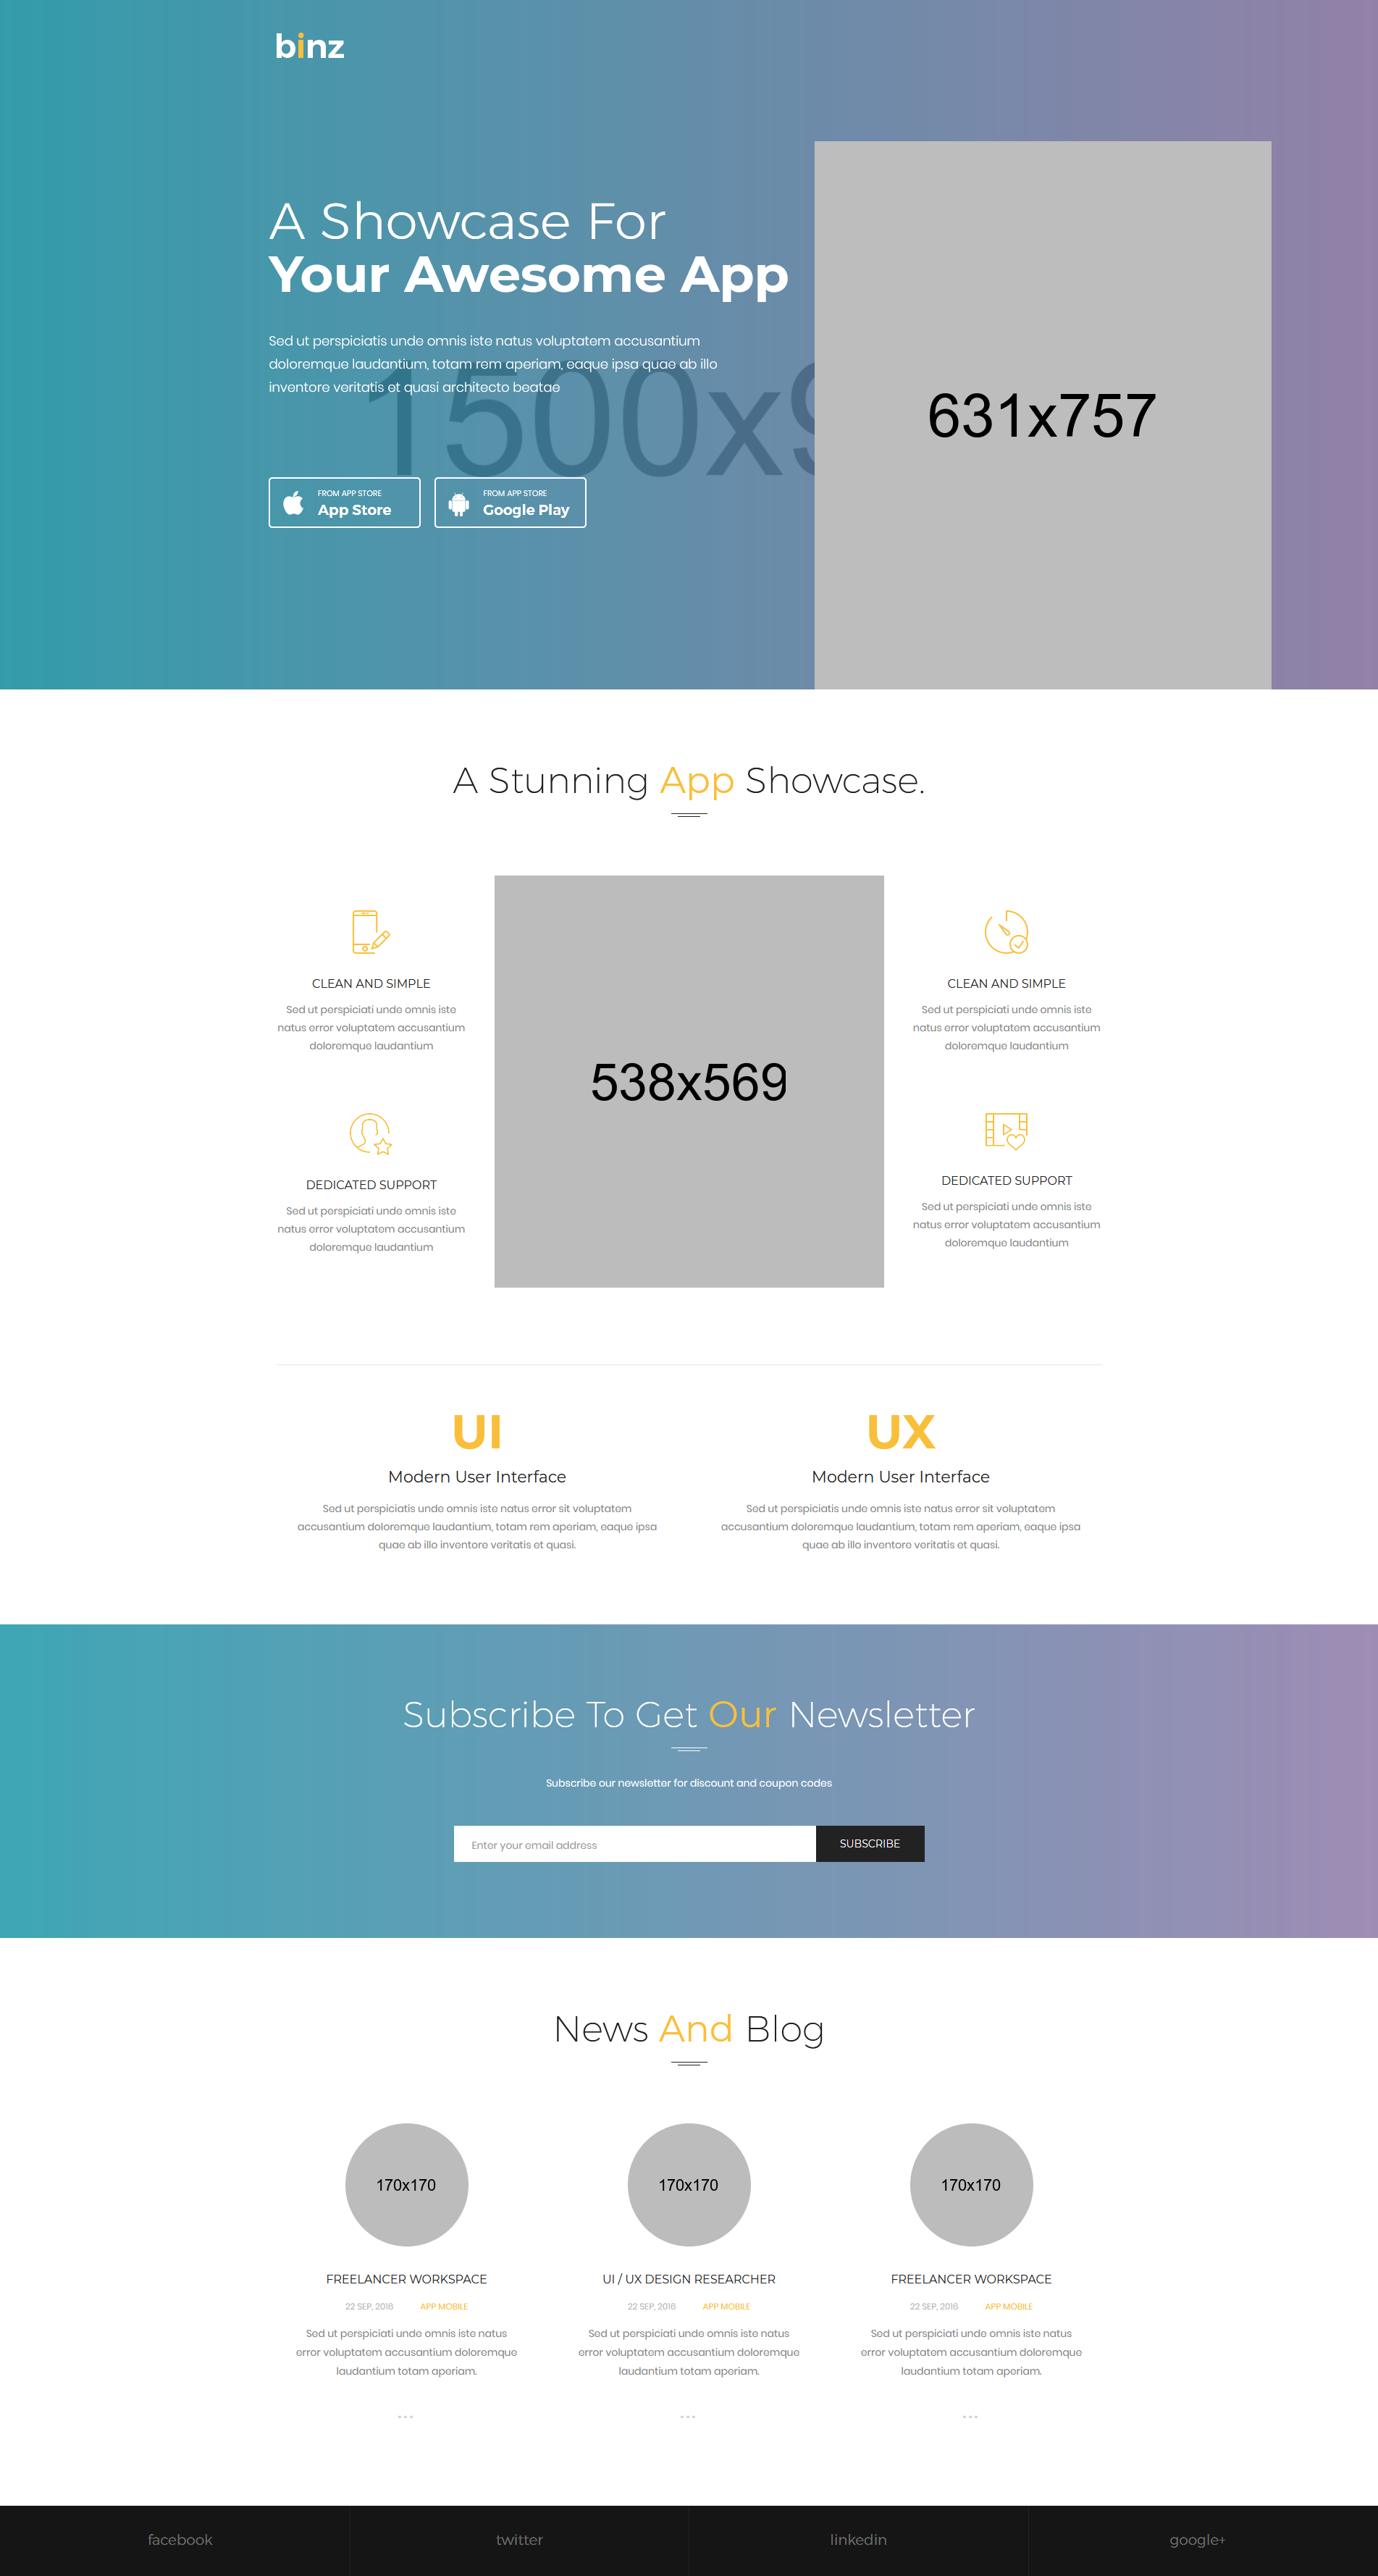 binz
A Showcase For
Your Awesome App
Sed ut perspiciatis unde omnis iste natus voluptatem accusantium
doloremque laudantium, totam rem aperiam, eaque ipsa quae ab illo
inventore veritatis et quasi architecto beatae
1500x9
631x757
FROM APP STORE
App Store
FROM APP STORE
Google Play
A Stunning App Showcase.
CLEAN AND SIMPLE
Sed ut perspiciati unde omnis iste
natus error voluptatem accusantium
doloremque laudantium
DEDICATED SUPPORT
Sed ut perspiciati unde omnis iste
natus error voluptatem accusantium
doloremque laudantium
538x569
CLEAN AND SIMPLE
Sed ut perspiciati unde omnis iste
natus error voluptatem accusantium
doloremque laudantium
DEDICATED SUPPORT
Sed ut perspiciati unde omnis iste
natus error voluptatem accusantium
doloremque laudantium
UI
Modern User Interface
Sed ut perspiciatis unde omnis iste natus error sit voluptatem
accusantium doloremque laudantium, totam rem aperiam, eaque ipsa
quae ab illo inventore veritatis et quasi.
UX
Modern User Interface
Sed ut perspiciatis unde omnis iste natus error sit voluptatem
accusantium doloremque laudantium, totam rem aperiam, eaque ipsa
quae ab illo inventore veritatis et quasi.
Subscribe To Get Our Newsletter
Subscribe our newsletter for discount and coupon codes
Enter your email address
SUBSCRIBE
News And Blog
170x170
FREELANCER WORKSPACE
22 SEP, 2016 APP MOBILE
Sed ut perspiciati unde omnis iste natus
error voluptatem accusantium doloremque
laudantium totam aperiam.
...
170x170
UI / UX DESIGN RESEARCHER
22 SEP, 2016 APP MOBILE
Sed ut perspiciati unde omnis iste natus
error voluptatem accusantium doloremque
laudantium totam aperiam.
...
170x170
FREELANCER WORKSPACE
22 SEP, 2016 APP MOBILE
Sed ut perspiciati unde omnis iste natus
error voluptatem accusantium doloremque
laudantium totam aperiam.
...
facebook
twitter
linkedin
google+